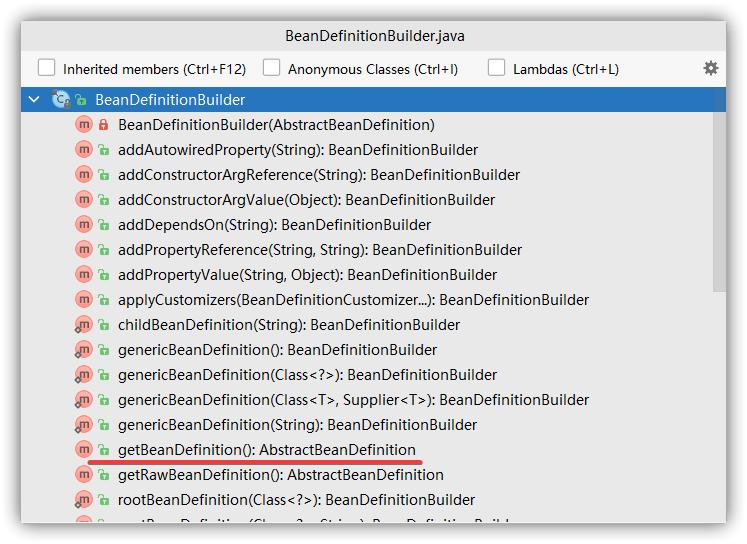 BeanDefinitionBuilder.java
Inherited members (Ctrl+F12) Anonymous Classes (Ctrl+I) Lambdas (Ctrl+L)
BeanDefinitionBuilder
BeanDefinitionBuilder(AbstractBeanDefinition)
addAutowiredProperty(String): BeanDefinitionBuilder
addConstructorArgReference(String): BeanDefinitionBuilder
addConstructorArgValue(Object): BeanDefinitionBuilder
addDependsOn(String): BeanDefinitionBuilder
addPropertyReference(String, String): BeanDefinitionBuilder
addPropertyValue(String, Object): BeanDefinitionBuilder
applyCustomizers(BeanDefinitionCustomizer...): BeanDefinitionBuilder
childBeanDefinition(String): BeanDefinitionBuilder
genericBeanDefinition(): BeanDefinitionBuilder
genericBeanDefinition(Class<?>): BeanDefinitionBuilder
genericBeanDefinition(Class<T>, Supplier<T>): BeanDefinitionBuilder
genericBeanDefinition(String): BeanDefinitionBuilder
getBeanDefinition(): AbstractBeanDefinition
getRawBeanDefinition(): AbstractBeanDefinition
rootBeanDefinition(Class<?>): BeanDefinitionBuilder